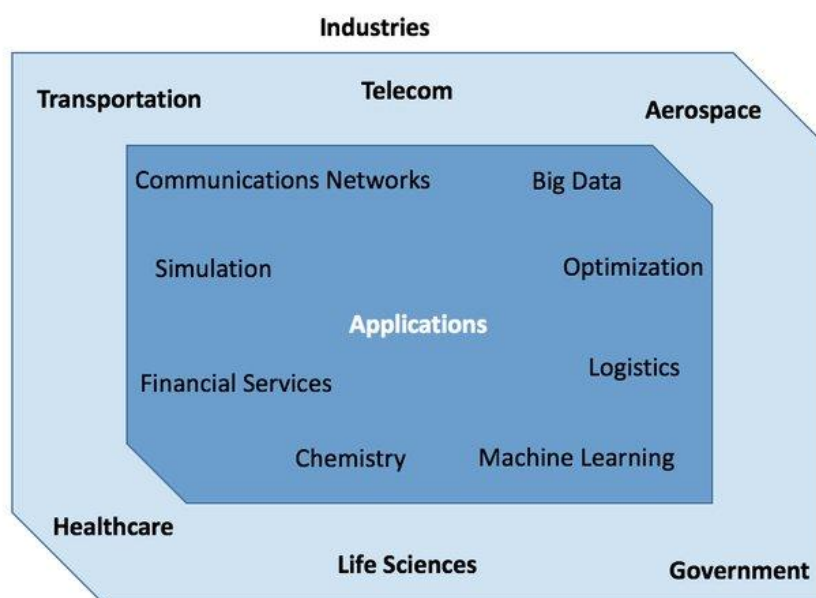 Industries
Transportation
Telecom
Aerospace
Communications Networks
Big Data
Simulation
Optimization
Applications
Financial Services
Logistics
Chemistry
Machine Learning
Healthcare
Life Sciences
Government